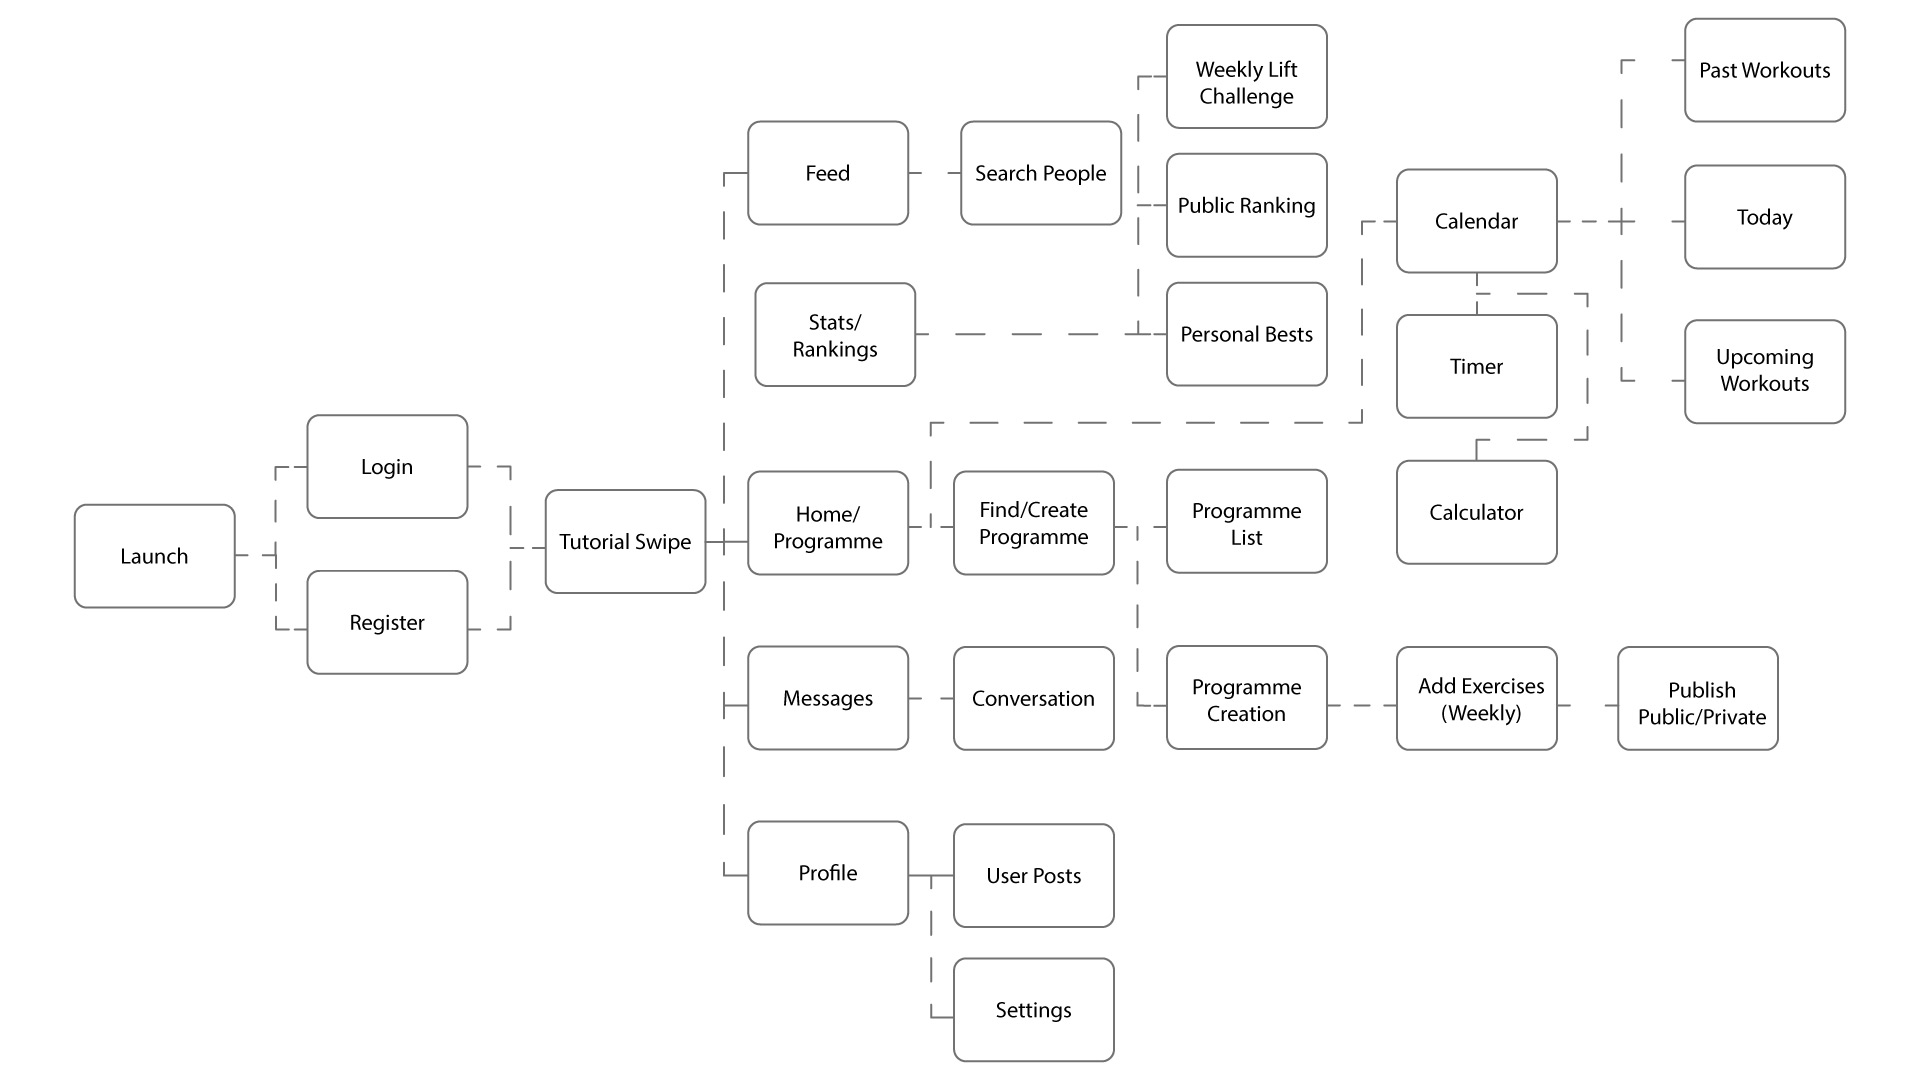 Launch
Login
Register
Tutorial Swipe
Feed
Search People
Stats/
Rankings
Weekly Lift
Challenge
Public Ranking
Personal Bests
Home/
Programme
Find/Create
Programme
Programme
List
Calendar
Timer
Calculator
Past Workouts
Today
Upcoming
Workouts
Messages
Conversation
Programme
Creation
Add Exercises
(Weekly)
Publish
Public/Private
Profile
User Posts
Settings